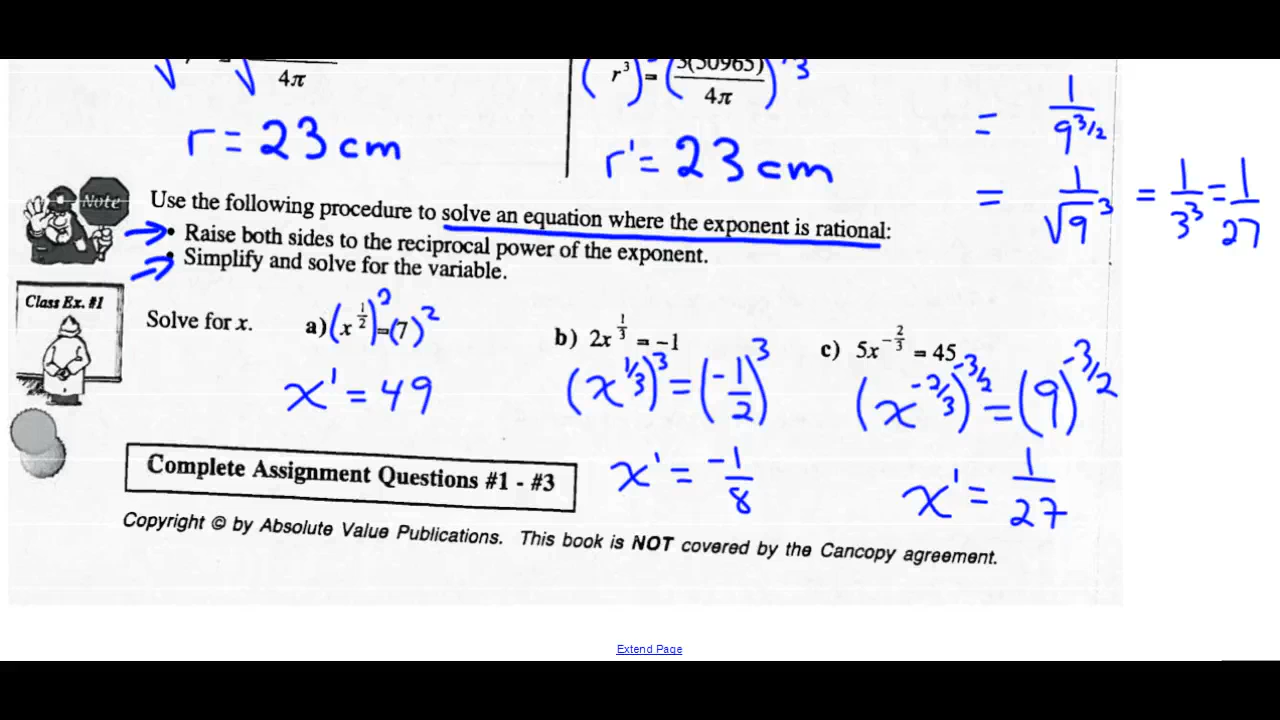 4π
r³ = (3(50965)/4π)^1/3
r = 23 cm
r' = 23 cm
= 1/9^3/2
= 1/√9³ = 1/3³ = 1/27
Note
Use the following procedure to solve an equation where the exponent is rational:
• Raise both sides to the reciprocal power of the exponent.
• Simplify and solve for the variable.
Class Ex. #1
Solve for x.
a) (x^1/2)² = (7)²
x' = 49
b) 2x^1/3 = -1
(x^1/3)³ = (-1/2)³
x' = -1/8
c) 5x^-2/3 = 45
(x^-2/3)^-3/2 = (9)^-3/2
x' = 1/27
Complete Assignment Questions #1 - #3
Copyright © by Absolute Value Publications. This book is NOT covered by the Cancopy agreement.
Extend Page